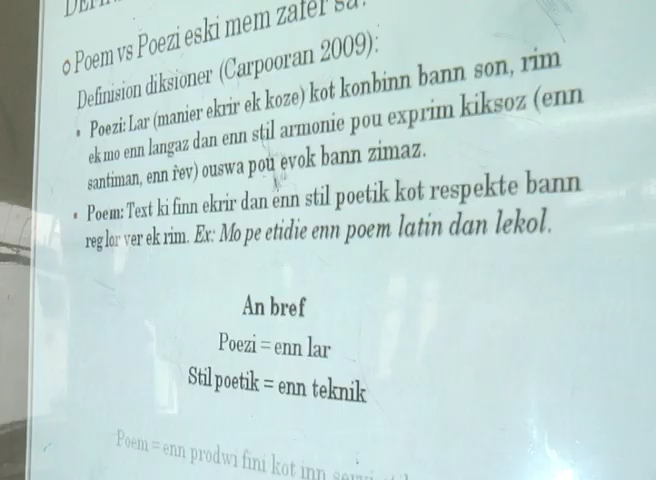 Poem vs Poezi eski mem zafer sa?
Definision diksioner (Carpooran 2009):
Poezi: Lar (manier ekrir ek koze) kot konbinn bann son, rim
ek mo enn langaz dan enn stil armonie pou exprim kiksoz (enn
santiman, enn rev) ouswa pou evok bann zimaz.
Poem: Text ki finn ekrir dan enn stil poetik kot respekte bann
reg lor ver ek rim. Ex: Mo pe etidie enn poem latin dan lekol.
An bref
Poezi = enn lar
Stil poetik = enn teknik
Poem = enn prodwi fini kot inn